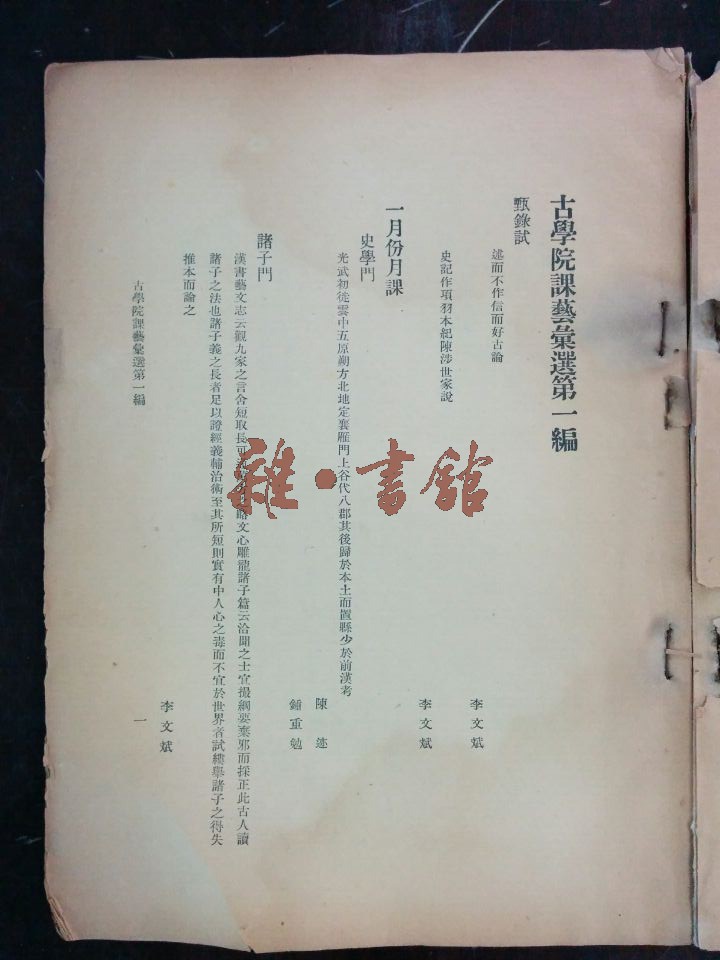 古學院課藝彙選第一編
甄錄試
述而不作信而好古論
李文斌
史記作項羽本紀陳涉世家說
李文斌
一月份月課
史學門
光武初徙雲中五原朔方北地定襄雁門上谷代八郡其後歸於本土而置縣少於前漢考
陳迹
鍾重勉
諸子門
漢書藝文志云觀九家之言舍短取長可 略文心雕龍諸子篇云洽聞之士宜撮綱要棄邪而採正此古人讀
諸子之法也諸子義之長者足以證經義輔治術至其所短則實有中人心之毒而不宜於世界者試縷舉諸子之得失
推本而論之
李文斌
古學院課藝彙選第一編
一
雜·書館